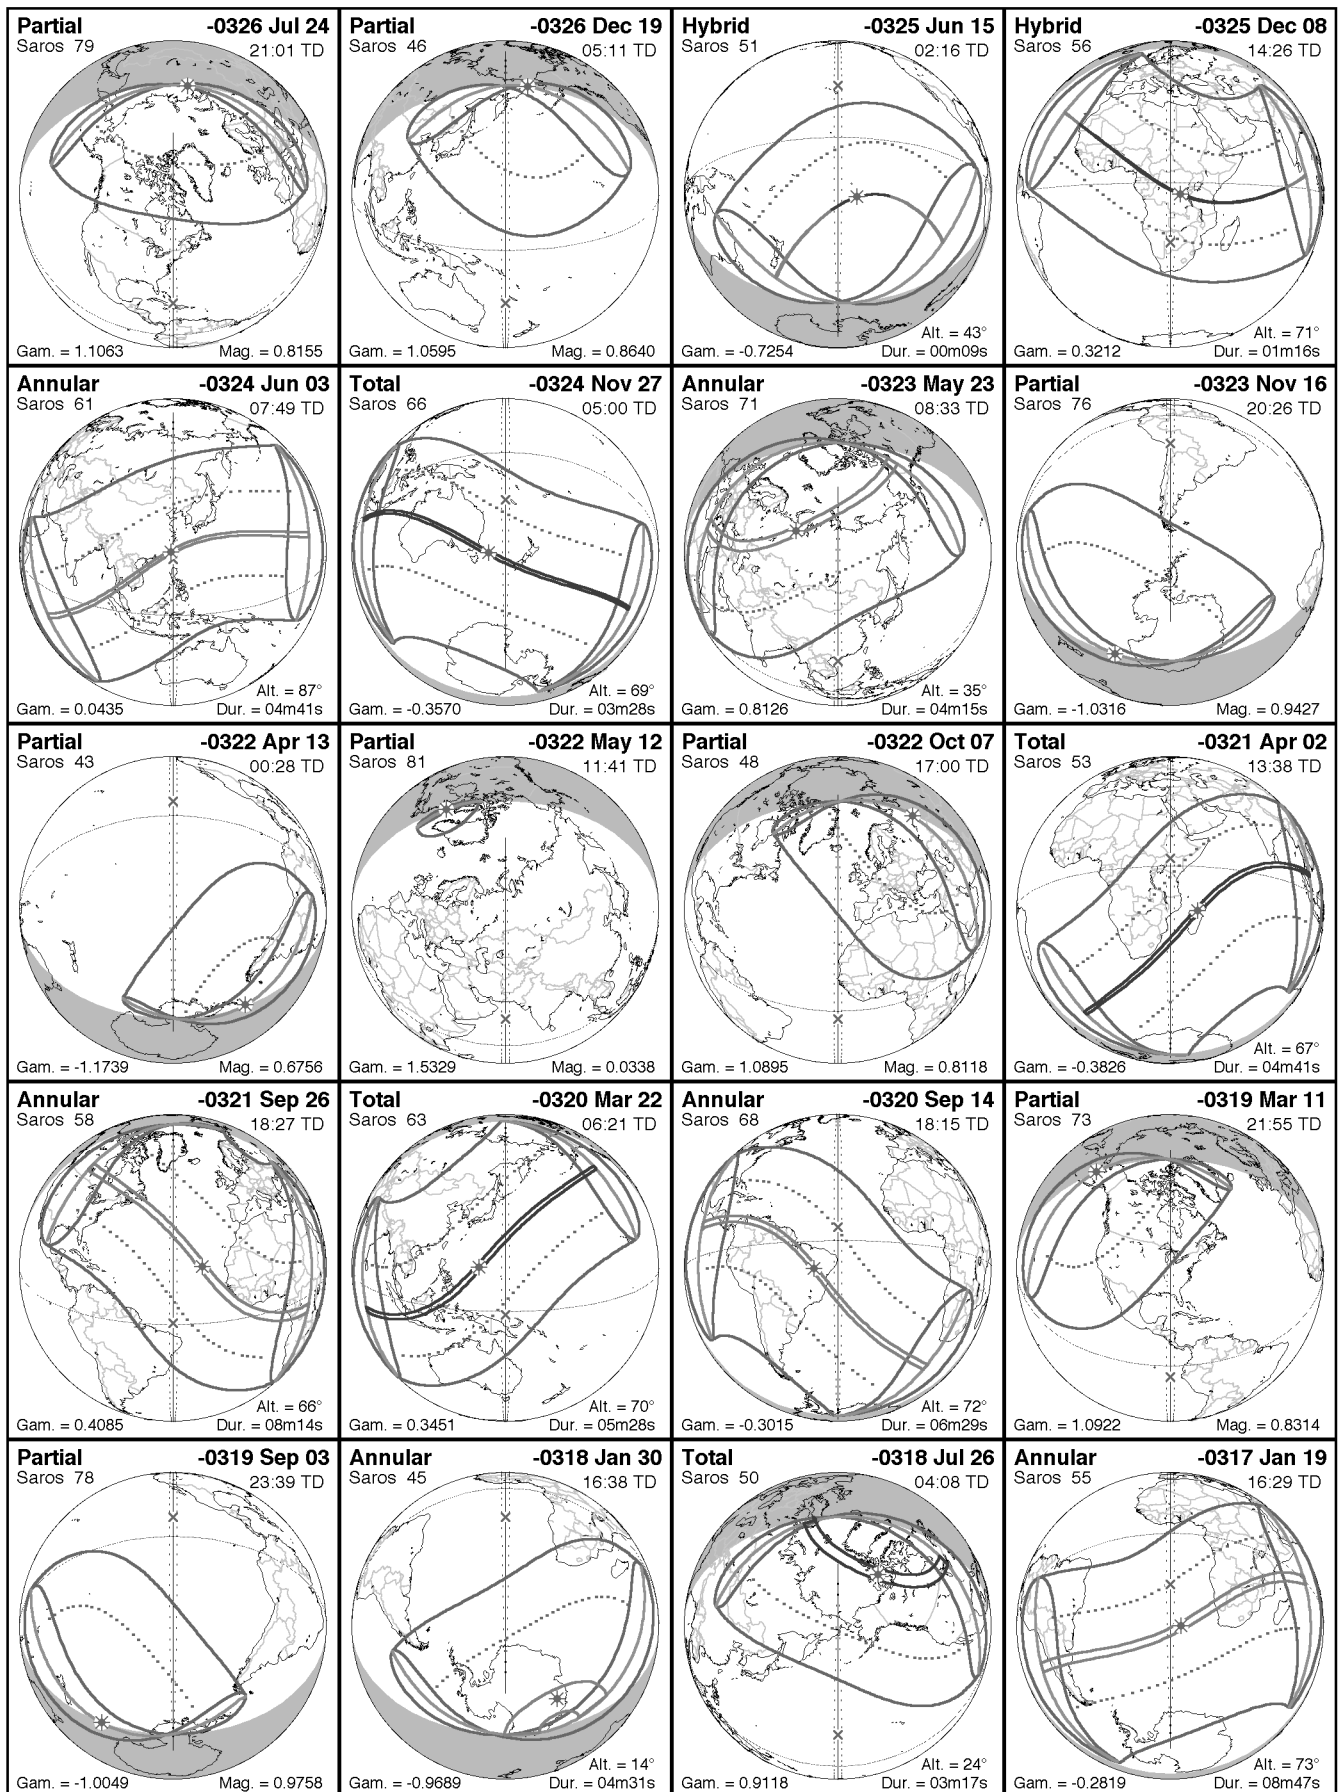 Partial -0326 Jul 24
Saros 79 21:01 TD
Gam. = 1.1063 Mag. = 0.8155
Partial -0326 Dec 19
Saros 46 05:11 TD
Gam. = 1.0595 Mag. = 0.8640
Hybrid -0325 Jun 15
Saros 51 02:16 TD
Alt. = 43°
Gam. = -0.7254 Dur. = 00m09s
Hybrid -0325 Dec 08
Saros 56 14:26 TD
Alt. = 71°
Gam. = 0.3212 Dur. = 01m16s
Annular -0324 Jun 03
Saros 61 07:49 TD
Alt. = 87°
Gam. = 0.0435 Dur. = 04m41s
Total -0324 Nov 27
Saros 66 05:00 TD
Alt. = 69°
Gam. = -0.3570 Dur. = 03m28s
Annular -0323 May 23
Saros 71 08:33 TD
Alt. = 35°
Gam. = 0.8126 Dur. = 04m15s
Partial -0323 Nov 16
Saros 76 20:26 TD
Gam. = -1.0316 Mag. = 0.9427
Partial -0322 Apr 13
Saros 43 00:28 TD
Gam. = -1.1739 Mag. = 0.6756
Partial -0322 May 12
Saros 81 11:41 TD
Gam. = 1.5329 Mag. = 0.0338
Partial -0322 Oct 07
Saros 48 17:00 TD
Gam. = 1.0895 Mag. = 0.8118
Total -0321 Apr 02
Saros 53 13:38 TD
Alt. = 67°
Gam. = -0.3826 Dur. = 04m41s
Annular -0321 Sep 26
Saros 58 18:27 TD
Alt. = 66°
Gam. = 0.4085 Dur. = 08m14s
Total -0320 Mar 22
Saros 63 06:21 TD
Alt. = 70°
Gam. = 0.3451 Dur. = 05m28s
Annular -0320 Sep 14
Saros 68 18:15 TD
Alt. = 72°
Gam. = -0.3015 Dur. = 06m29s
Partial -0319 Mar 11
Saros 73 21:55 TD
Gam. = 1.0922 Mag. = 0.8314
Partial -0319 Sep 03
Saros 78 23:39 TD
Gam. = -1.0049 Mag. = 0.9758
Annular -0318 Jan 30
Saros 45 16:38 TD
Alt. = 14°
Gam. = -0.9689 Dur. = 04m31s
Total -0318 Jul 26
Saros 50 04:08 TD
Alt. = 24°
Gam. = 0.9118 Dur. = 03m17s
Annular -0317 Jan 19
Saros 55 16:29 TD
Alt. = 73°
Gam. = -0.2819 Dur. = 08m47s